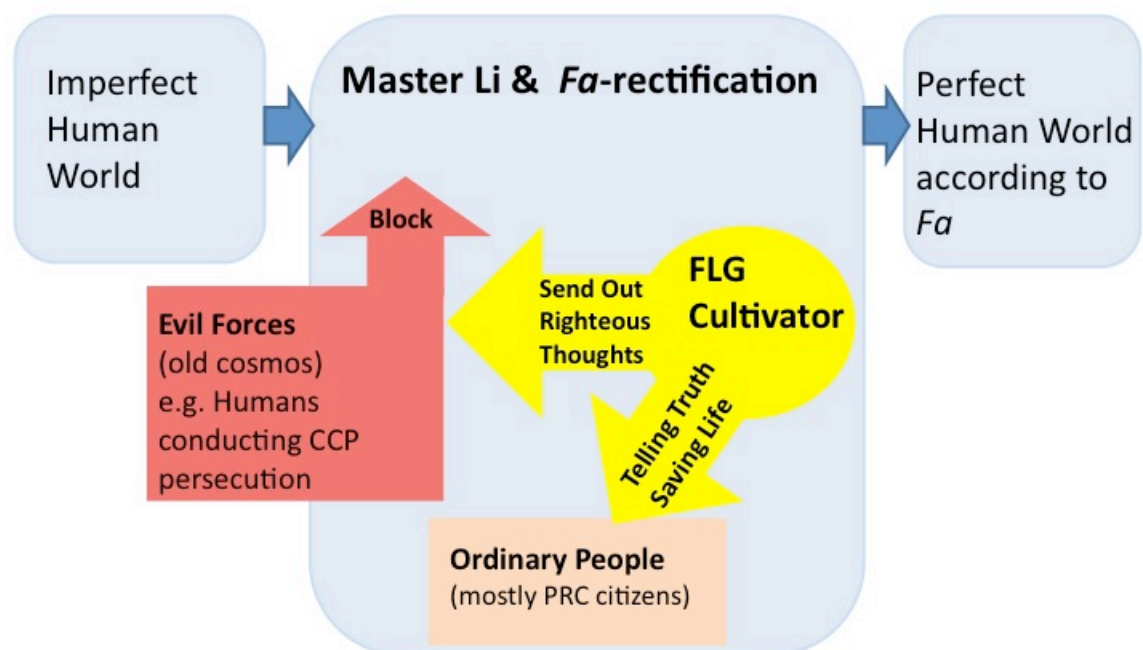 Imperfect
Human
World
Master Li & Fa-rectification
Perfect
Human World
according to
Fa
Block
Evil Forces
(old cosmos)
e.g. Humans
conducting CCP
persecution
Send Out
Righteous
Thoughts
FLG
Cultivator
Telling Truth
Saving Life
Ordinary People
(mostly PRC citizens)